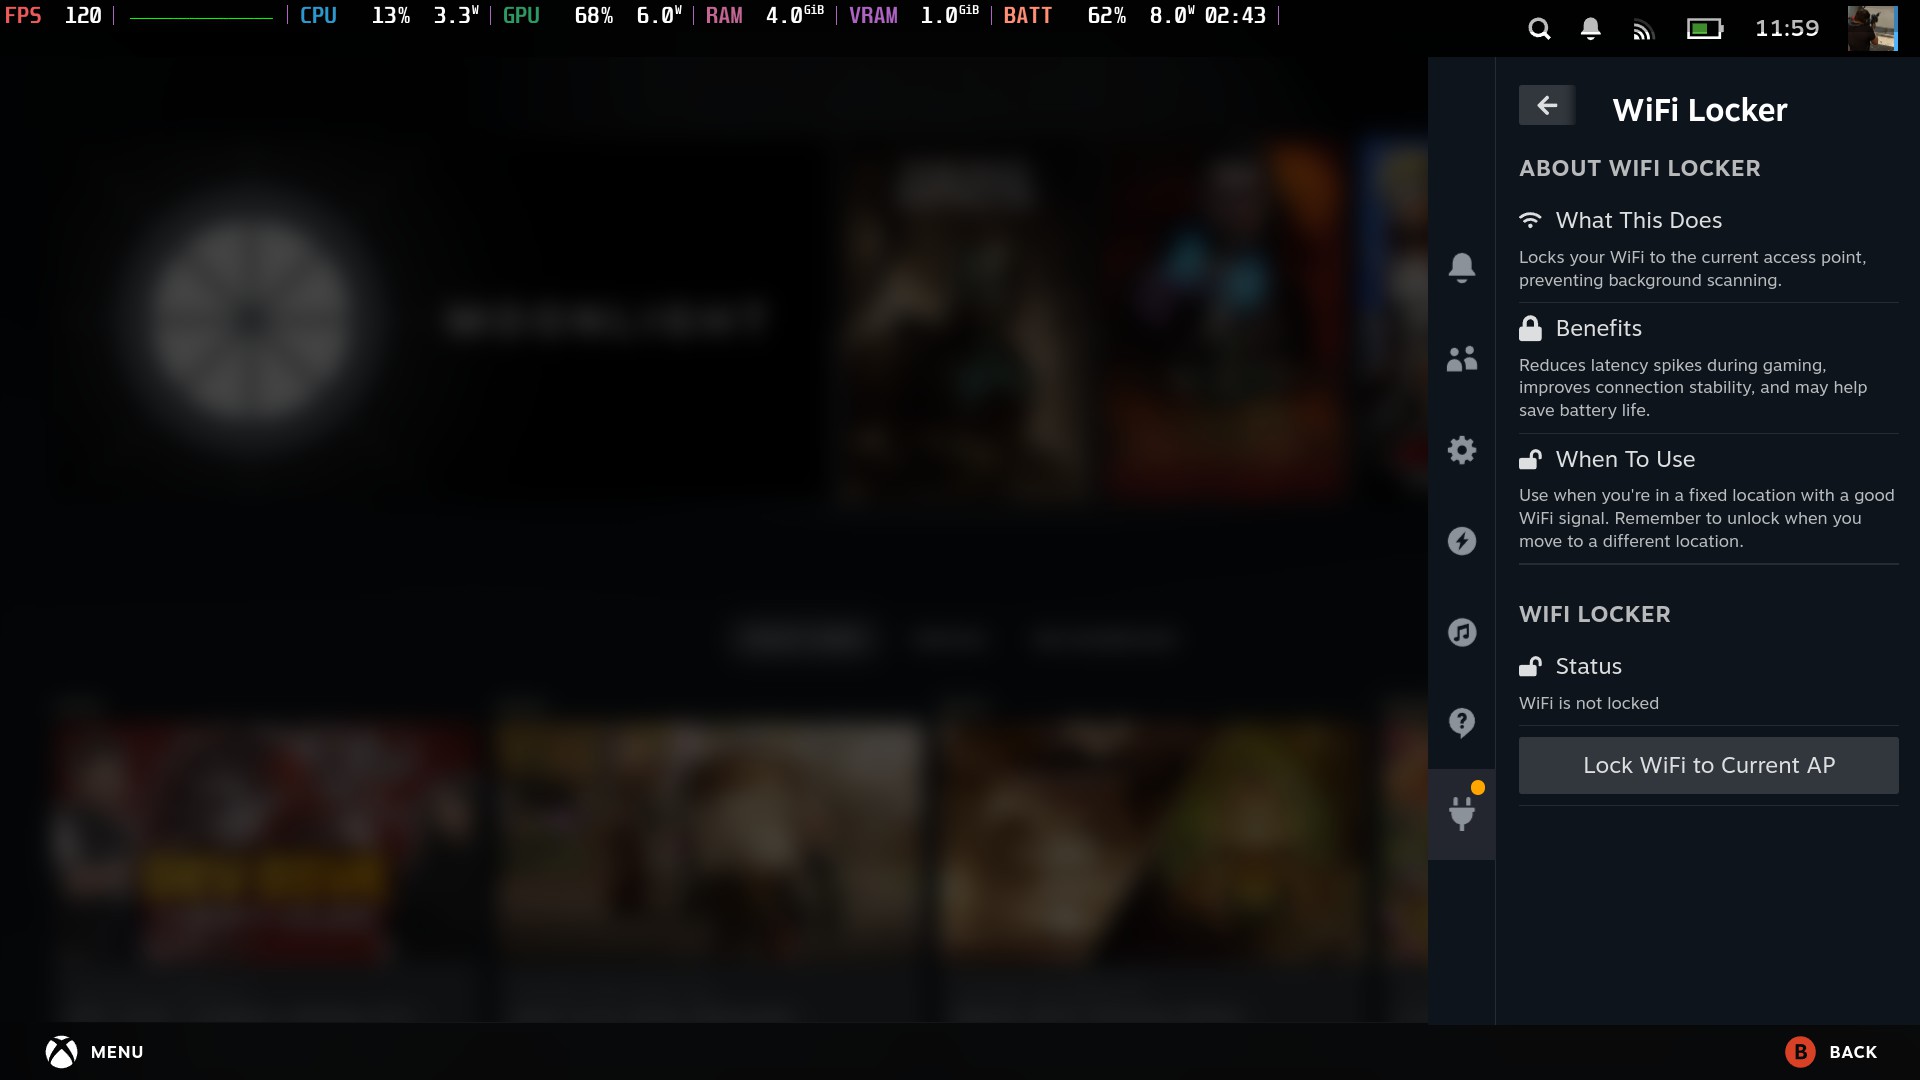 FPS 120 CPU 13% 3.3W GPU 68% 6.0W RAM 4.0GiB VRAM 1.0GiB BATT 62% 8.0W 02:43
11:59
WiFi Locker
ABOUT WIFI LOCKER
What This Does
Locks your WiFi to the current access point,
preventing background scanning.
Benefits
Reduces latency spikes during gaming,
improves connection stability, and may help
save battery life.
When To Use
Use when you're in a fixed location with a good
WiFi signal. Remember to unlock when you
move to a different location.
WIFI LOCKER
Status
WiFi is not locked
Lock WiFi to Current AP
MOONLIGHT
MENU
B BACK